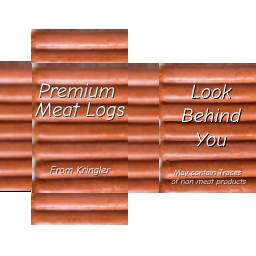 Premium
Meat Logs
From Kringler
Look
Behind
You
May contain Traces
of non meat products